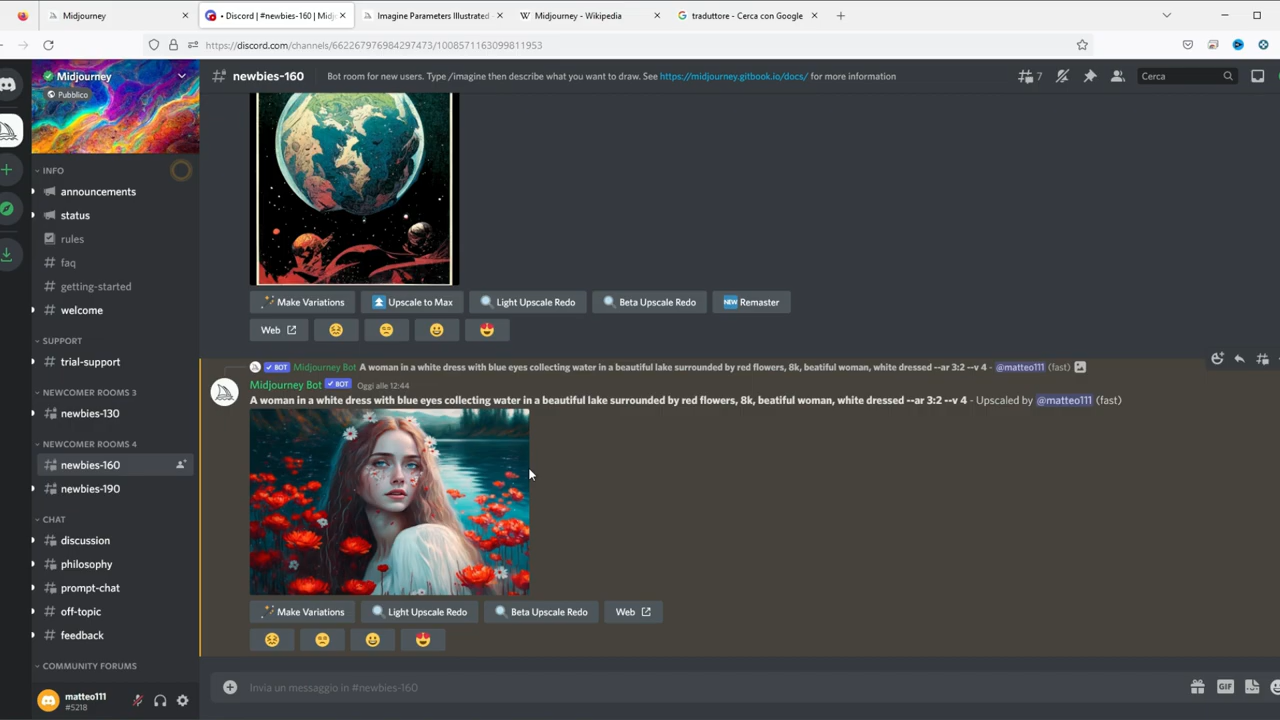 Midjourney
• Discord | #newbies-160 | Midj
Imagine Parameters Illustrated
Midjourney - Wikipedia
traduttore - Cerca con Google
https://discord.com/channels/662267976984297473/1008571163099811953
Midjourney
Pubblico
newbies-160
Bot room for new users. Type /imagine then describe what you want to draw. See https://midjourney.gitbook.io/docs/ for more information
7
Cerca
INFO
announcements
status
rules
faq
getting-started
welcome
SUPPORT
trial-support
NEWCOMER ROOMS 3
newbies-130
NEWCOMER ROOMS 4
newbies-160
newbies-190
CHAT
discussion
philosophy
prompt-chat
off-topic
feedback
COMMUNITY FORUMS
matteo111
#5218
Make Variations
Upscale to Max
Light Upscale Redo
Beta Upscale Redo
NEW Remaster
Web
BOT Midjourney Bot A woman in a white dress with blue eyes collecting water in a beautiful lake surrounded by red flowers, 8k, beatiful woman, white dressed --ar 3:2 --v 4 - @matteo111 (fast)
Midjourney Bot BOT Oggi alle 12:44
A woman in a white dress with blue eyes collecting water in a beautiful lake surrounded by red flowers, 8k, beatiful woman, white dressed --ar 3:2 --v 4 - Upscaled by @matteo111 (fast)
Make Variations
Light Upscale Redo
Beta Upscale Redo
Web
Invia un messaggio in #newbies-160
GIF